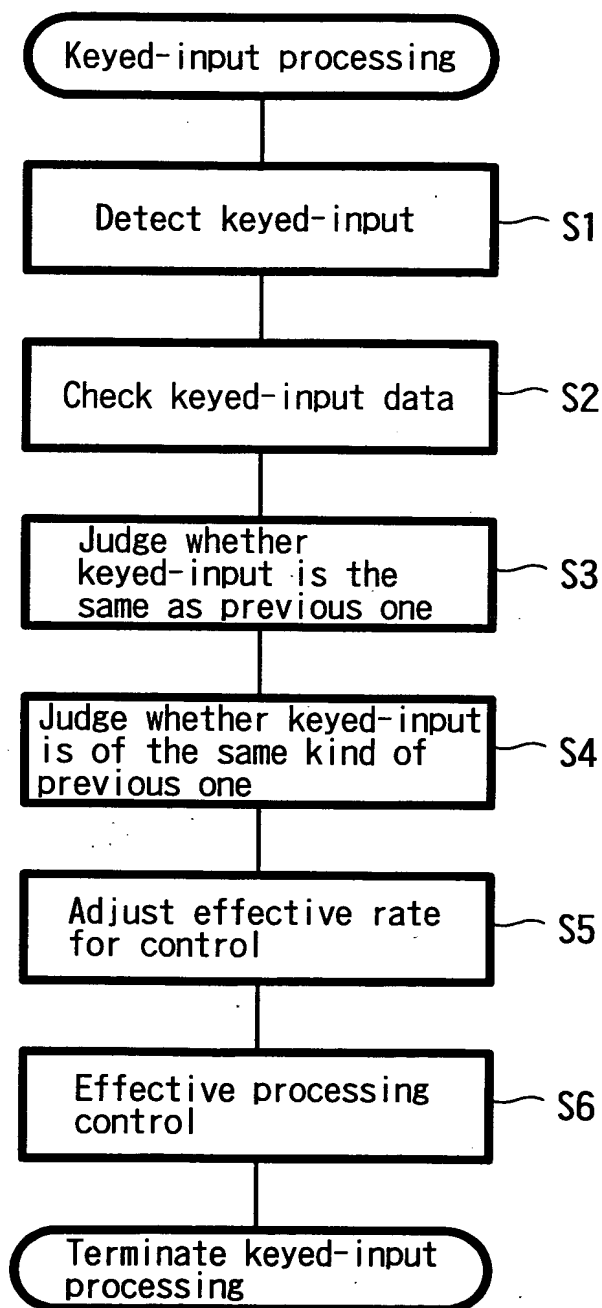 Keyed-input processing
Detect keyed-input
S1
Check keyed-input data
S2
Judge whether
keyed-input is the
same as previous one
S3
Judge whether keyed-input
is of the same kind of
previous one
S4
Adjust effective rate
for control
S5
Effective processing
control
S6
Terminate keyed-input
processing